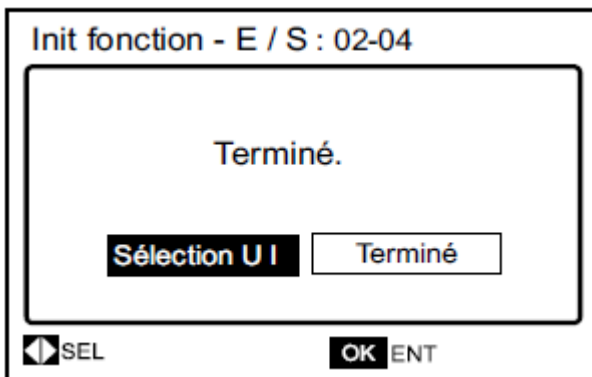 Init fonction - E / S : 02-04
Terminé.
Sélection U I Terminé
SEL OK ENT